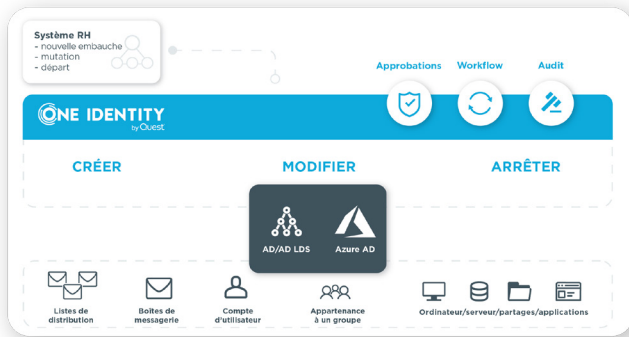 Système RH
- nouvelle embauche
- mutation
- départ
Approbations
Workflow
Audit
ONE IDENTITY
by Quest
CRÉER
MODIFIER
ARRÊTER
AD/AD LDS
Azure AD
Listes de
distribution
Boîtes de
messagerie
Compte
d'utilisateur
Appartenance
à un groupe
Ordinateur/serveur/partages/applications